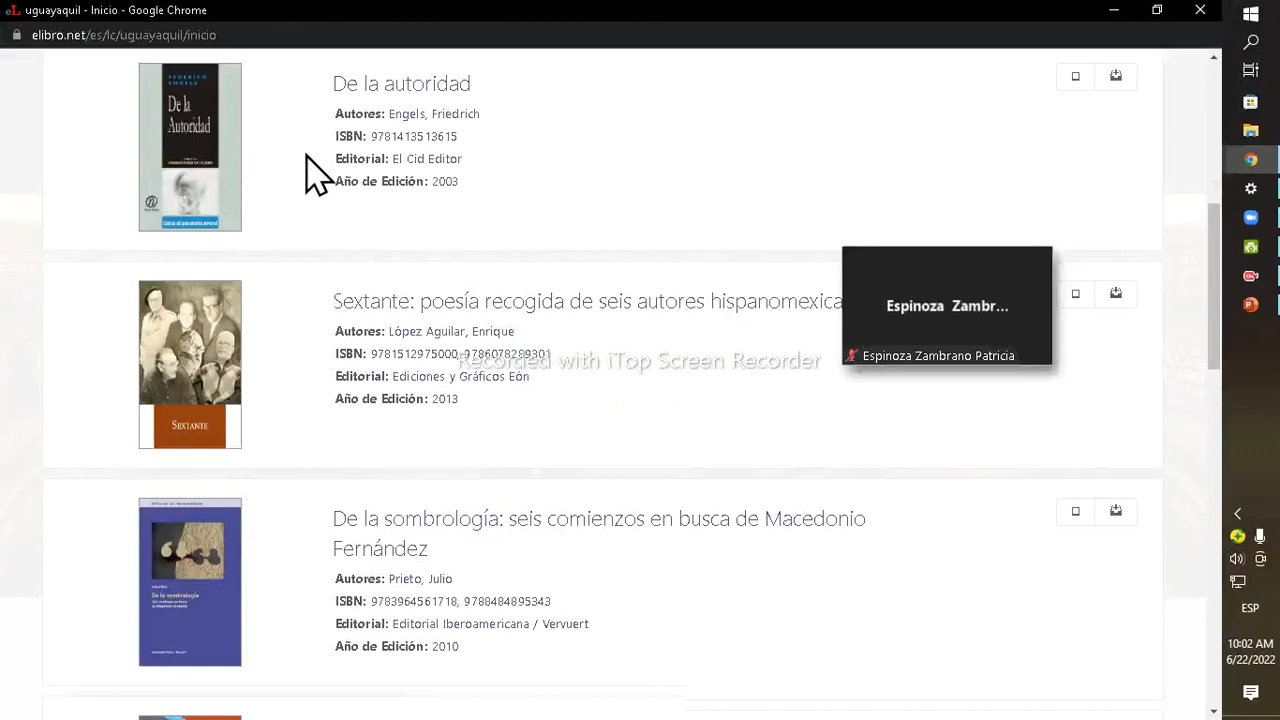 uguayaquil - Inicio - Google Chrome
elibro.net/es/lc/uguayaquil/inicio
FEDERICO
ENGELS
De la
Autoridad
De la autoridad
Autores: Engels, Friedrich
ISBN: 9781413513615
Editorial: El Cid Editor
Año de Edición: 2003
Sextante: poesía recogida de seis autores hispanomexica
Autores: López Aguilar, Enrique
ISBN: 9781512975000, 9786078289301
Editorial: Ediciones y Gráficos Eón
Año de Edición: 2013
SEXTANTE
Recorded with iTop Screen Recorder
Espinoza Zambr...
Espinoza Zambrano Patricia
De la sombrología: seis comienzos en busca de Macedonio
Fernández
Autores: Prieto, Julio
ISBN: 978396 788484895343
Editorial: Editorial Iberoamericana / Vervuert
Año de Edición: 2010
De la sombrología
ESP
10:02 AM
6/22/2022